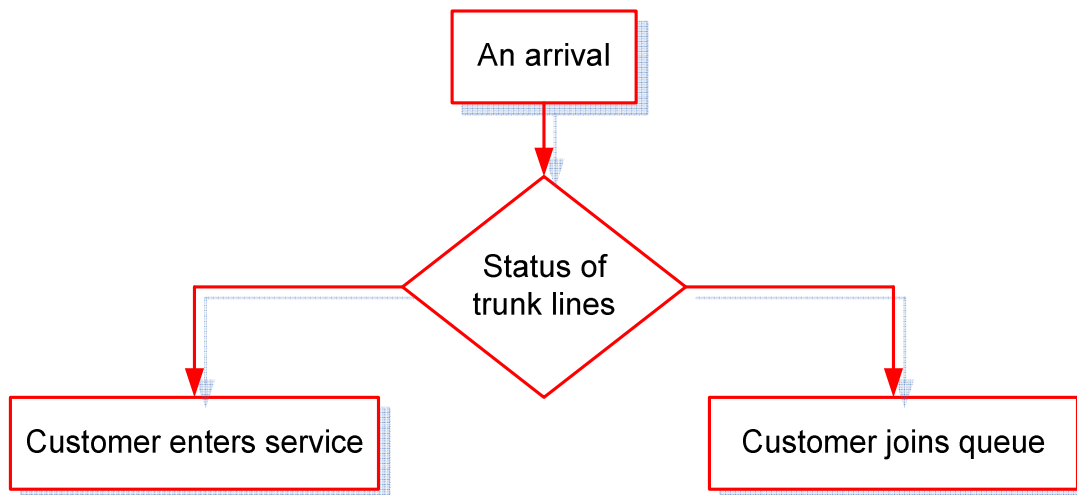 An arrival
Status of
trunk lines
Customer enters service
Customer joins queue